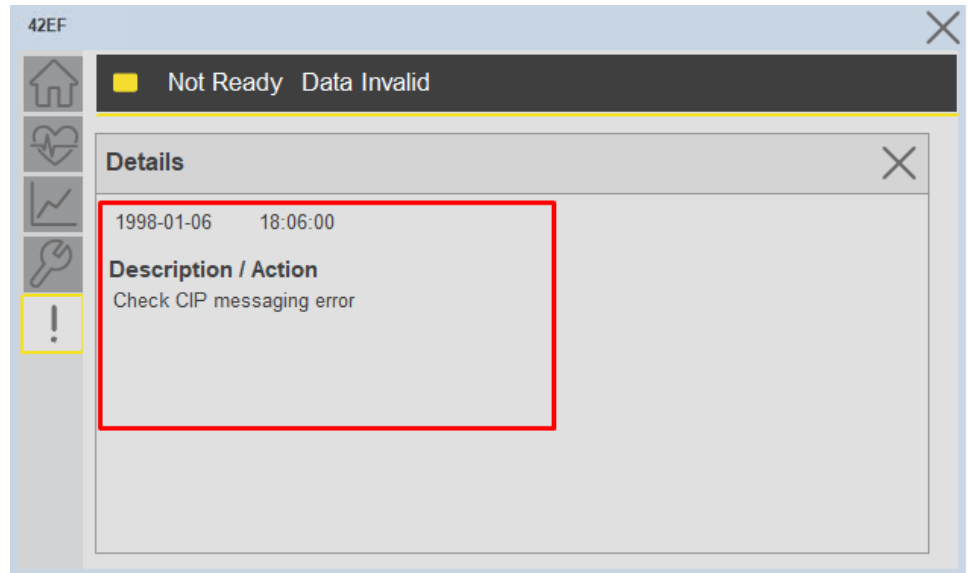 42EF
Not Ready Data Invalid
Details
1998-01-06 18:06:00
Description / Action
Check CIP messaging error
!